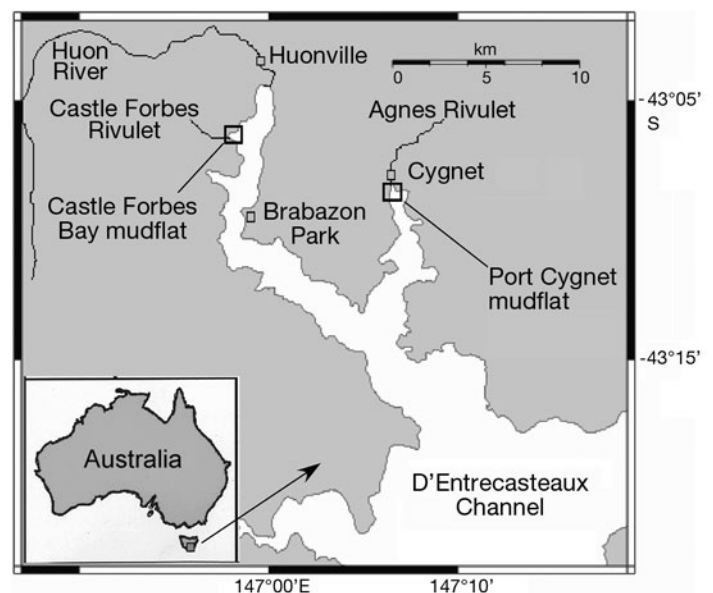 Huon
River
Huonville
km
0 5 10
Castle Forbes
Rivulet
Agnes Rivulet
-43°05'
S
Cygnet
Castle Forbes
Bay mudflat
Brabazon
Park
Port Cygnet
mudflat
-43°15'
Australia
D'Entrecasteaux
Channel
147°00'E
147°10'